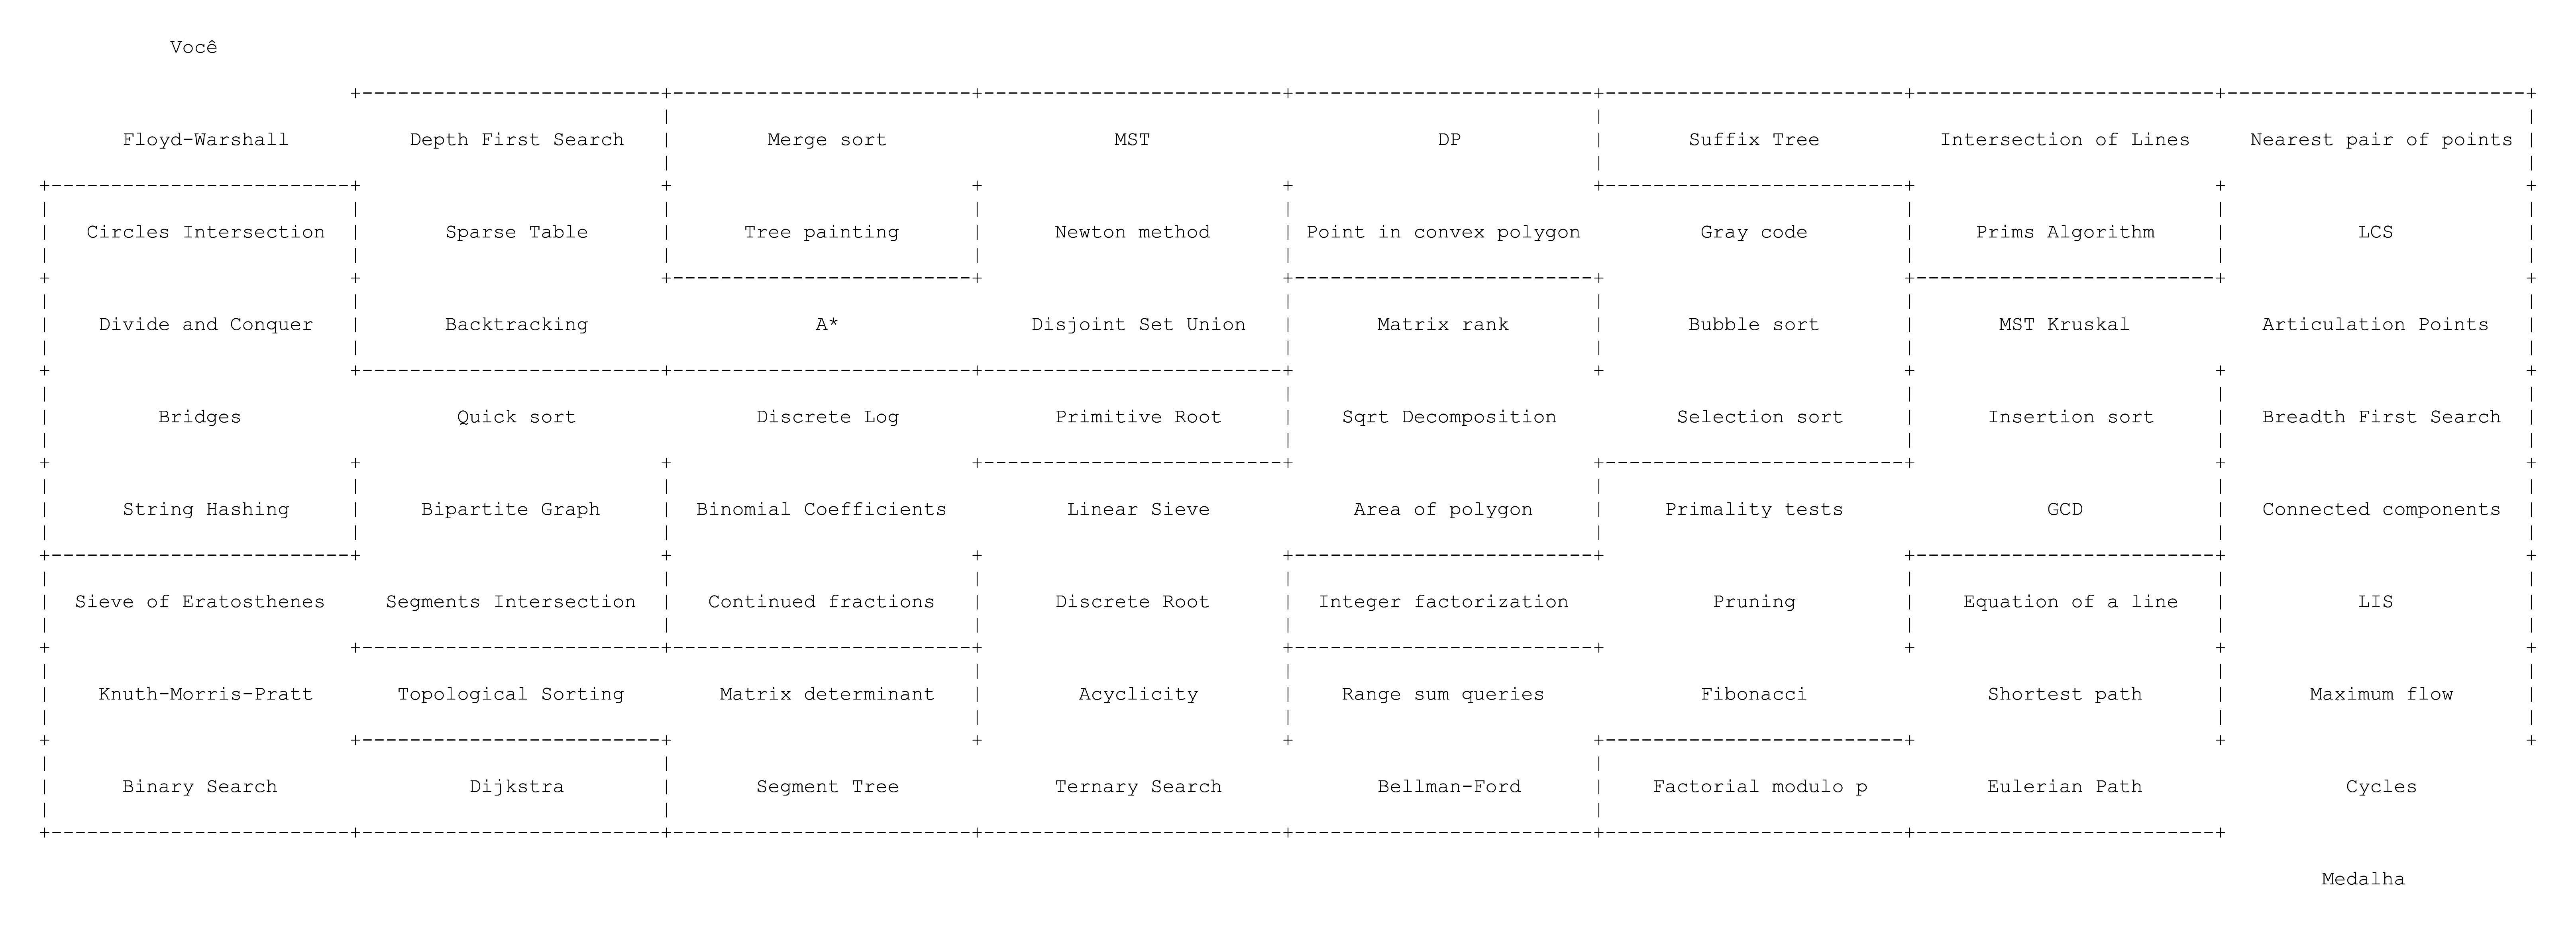 Você
Floyd-Warshall Depth First Search Merge sort MST DP Suffix Tree Intersection of Lines Nearest pair of points
Circles Intersection Sparse Table Tree painting Newton method Point in convex polygon Gray code Prims Algorithm LCS
Divide and Conquer Backtracking A* Disjoint Set Union Matrix rank Bubble sort MST Kruskal Articulation Points
Bridges Quick sort Discrete Log Primitive Root Sqrt Decomposition Selection sort Insertion sort Breadth First Search
String Hashing Bipartite Graph Binomial Coefficients Linear Sieve Area of polygon Primality tests GCD Connected components
Sieve of Eratosthenes Segments Intersection Continued fractions Discrete Root Integer factorization Pruning Equation of a line LIS
Knuth-Morris-Pratt Topological Sorting Matrix determinant Acyclicity Range sum queries Fibonacci Shortest path Maximum flow
Binary Search Dijkstra Segment Tree Ternary Search Bellman-Ford Factorial modulo p Eulerian Path Cycles
Medalha